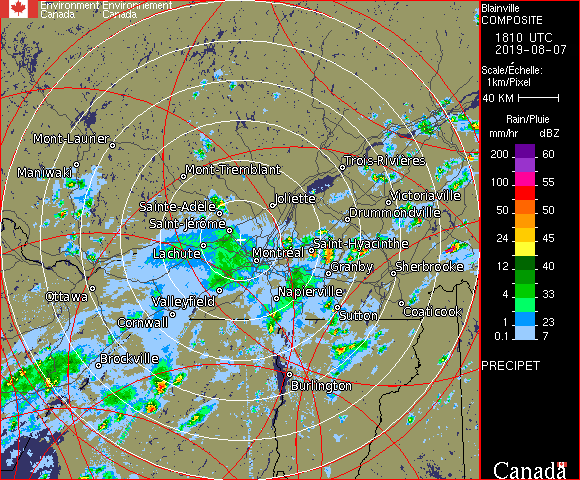 Environment Environnement
Canada Canada
Blainville
COMPOSITE
1810 UTC
2019-08-07
Scale/Échelle:
1km/Pixel
40 KM
Rain/Pluie
mm/hr dBZ
200 60
100 55
50 50
24 45
12 40
4 33
1 23
0.1 7
PRECIPET
Canada
Mont-Laurier
Maniwaki
Mont-Tremblant
Trois-Rivières
Sainte-Adèle
Joliette
Victoriaville
Saint-Jérôme
Drummondville
Lachute
Montréal
Saint-Hyacinthe
Granby
Sherbrooke
Ottawa
Valleyfield
Napierville
Cornwall
Sutton
Coaticook
Brockville
Burlington